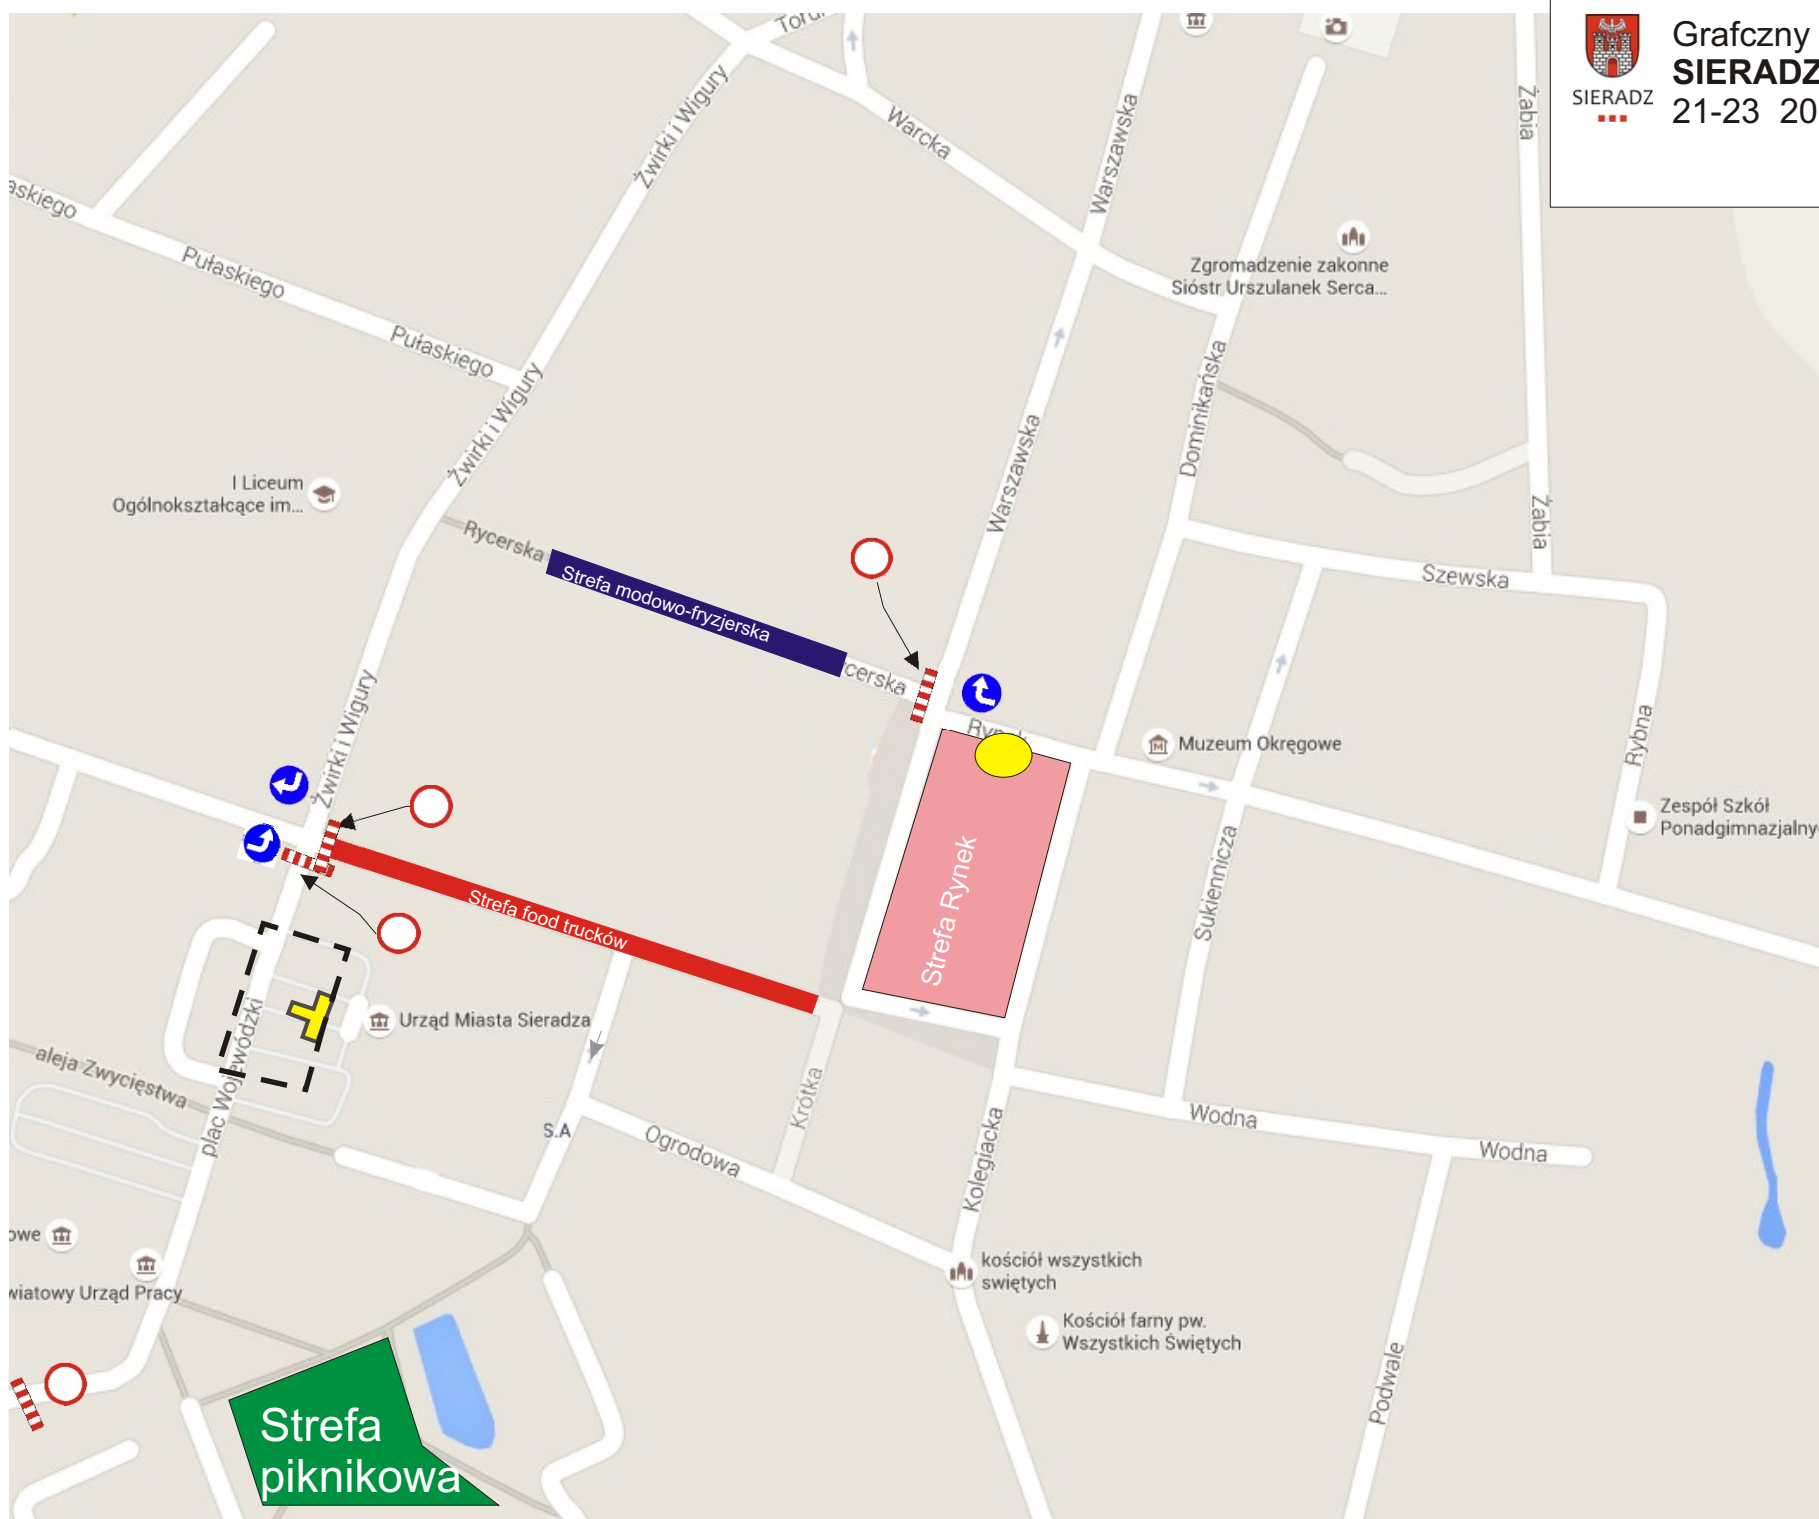 Grafczny
SIERADZ
21-23 20
SIERADZ
Warcka
Żwirki i Wigury
Warszawska
Żabia
askiego
Pułaskiego
Pułaskiego
Zgromadzenie zakonne
Sióstr Urszulanek Serca...
Dominikańska
Żwirki i Wigury
Warszawska
I Liceum
Ogólnokształcące im...
Rycerska
Żabia
Strefa modowo-fryzjerska
Szewska
cerska
Żwirki i Wigury
Rynek
Muzeum Okręgowe
Rybna
Zespół Szkół
Ponadgimnazjalny
Strefa Rynek
Sukiennicza
Strefa food trucków
Urząd Miasta Sieradza
plac Wojewódzki
aleja Zwycięstwa
Krótka
S.A
Ogrodowa
Kolegiacka
Wodna
Wodna
owe
wiatowy Urząd Pracy
kościół wszystkich
swiętych
Kościół farny pw.
Wszystkich Świętych
Podwale
Strefa
piknikowa